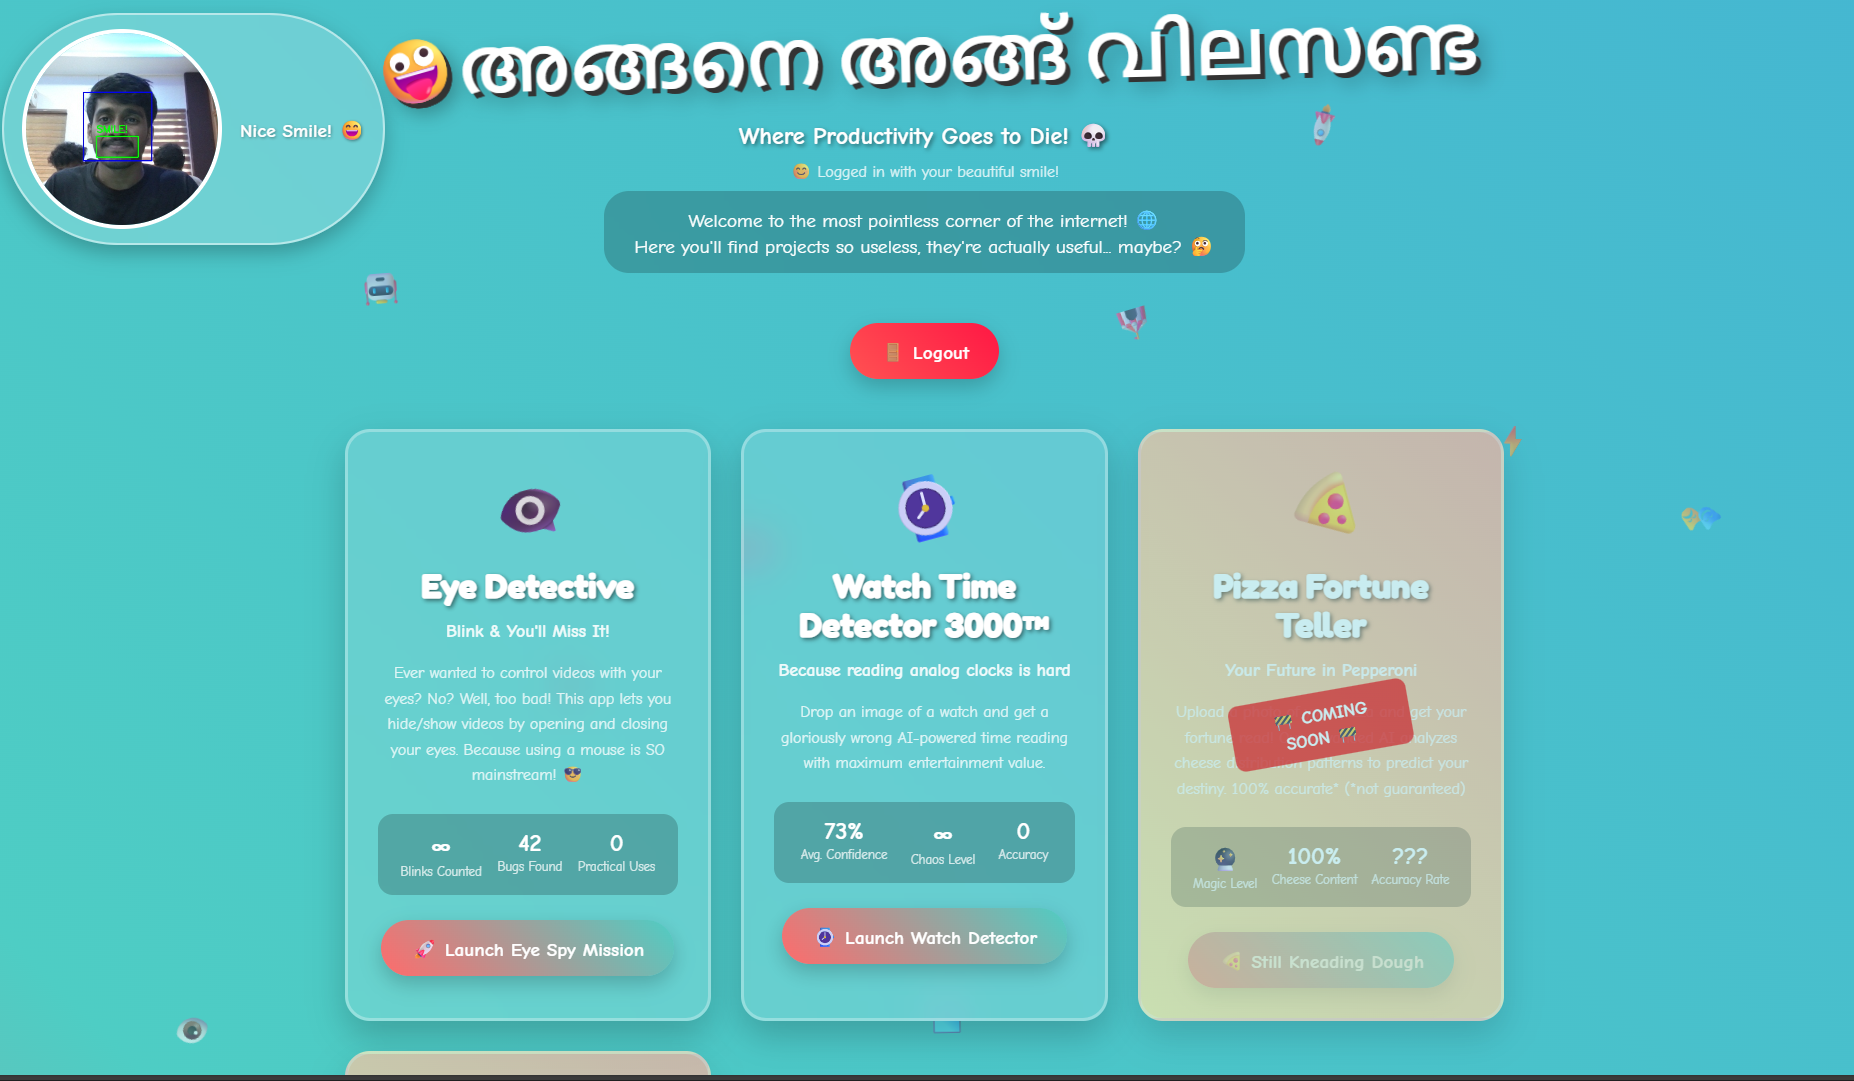 🤪അങ്ങനെ അങ്ങ് വിലസണ്ട
SMILE!
Nice Smile! 😄
Where Productivity Goes to Die! 💀
😊 Logged in with your beautiful smile!
Welcome to the most pointless corner of the internet! 🌐
Here you'll find projects so useless, they're actually useful... maybe? 🤔
🚪 Logout
Eye Detective
Blink & You'll Miss It!
Ever wanted to control videos with your
eyes? No? Well, too bad! This app lets you
hide/show videos by opening and closing
your eyes. Because using a mouse is SO
mainstream! 😎
∞ 42 0
Blinks Counted Bugs Found Practical Uses
🚀 Launch Eye Spy Mission
Watch Time
Detector 3000™
Because reading analog clocks is hard
Drop an image of a watch and get a
gloriously wrong AI-powered time reading
with maximum entertainment value.
73% ∞ 0
Avg. Confidence Chaos Level Accuracy
⌚ Launch Watch Detector
Pizza Fortune
Teller
Your Future in Pepperoni
🚧 COMING
SOON 🚧
Upload get your
fortune analyzes
cheese patterns to predict your
destiny. 100% accurate* (*not guaranteed)
🔮 100% ???
Magic Level Cheese Content Accuracy Rate
🍕 Still Kneading Dough